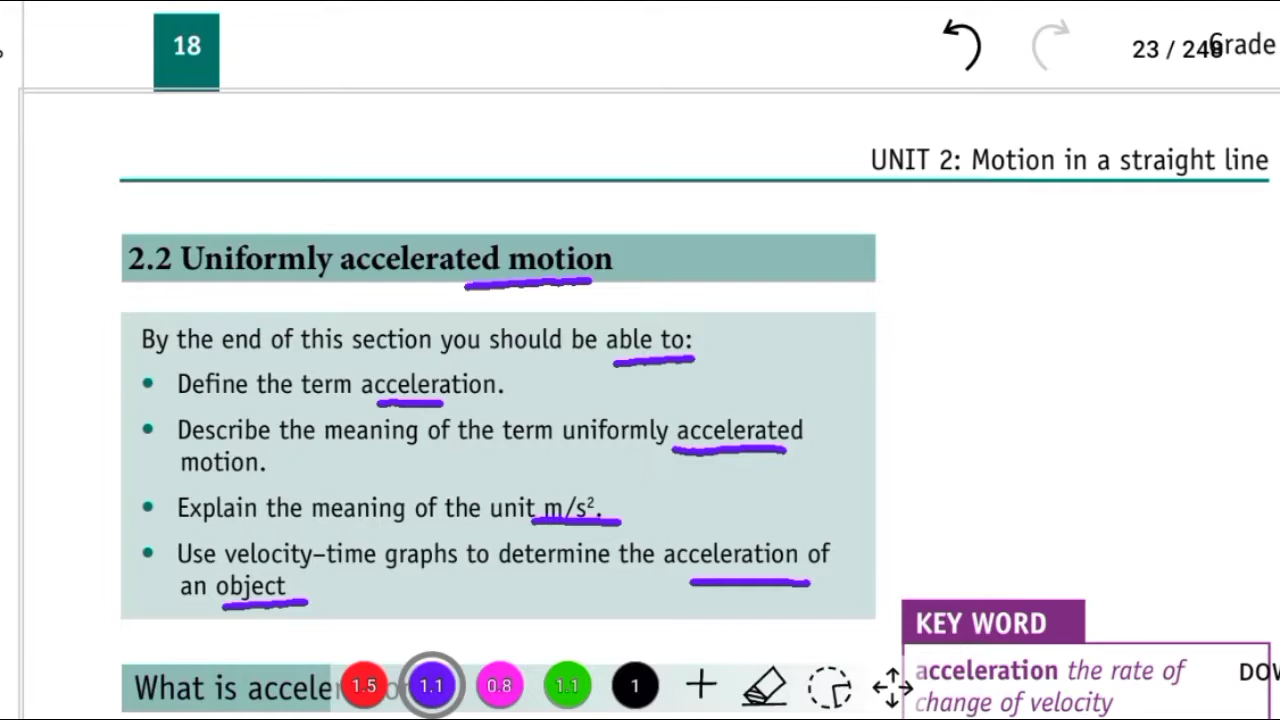 18
23 / 248
Grade
UNIT 2: Motion in a straight line
2.2 Uniformly accelerated motion
By the end of this section you should be able to:
• Define the term acceleration.
• Describe the meaning of the term uniformly accelerated
motion.
• Explain the meaning of the unit m/s².
• Use velocity–time graphs to determine the acceleration of
an object
KEY WORD
acceleration the rate of
change of velocity
What is
1.5
1.1
0.8
1.1
1